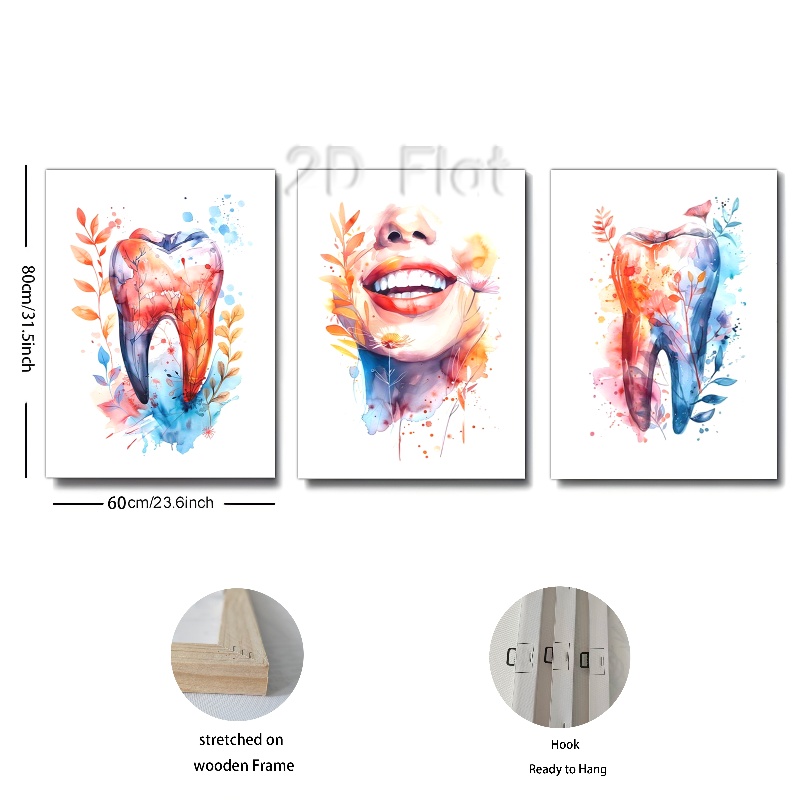 2D Flat
80cm/31.5inch
60cm/23.6inch
stretched on
wooden Frame
Hook
Ready to Hang